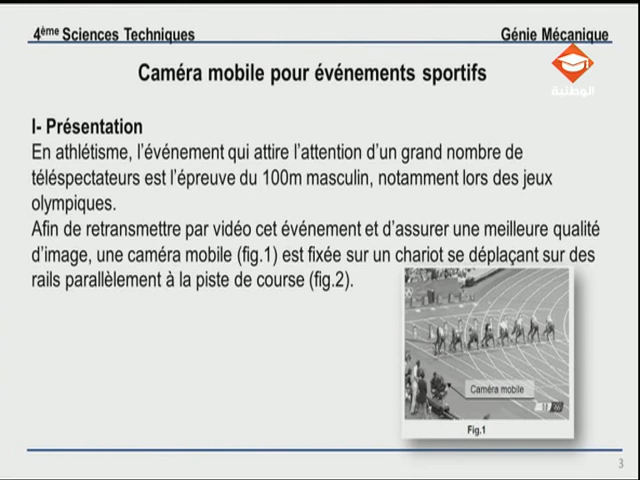 4ème Sciences Techniques
Génie Mécanique
الوطنية
Caméra mobile pour événements sportifs
I- Présentation
En athlétisme, l'événement qui attire l'attention d'un grand nombre de
téléspectateurs est l'épreuve du 100m masculin, notamment lors des jeux
olympiques.
Afin de retransmettre par vidéo cet événement et d'assurer une meilleure qualité
d'image, une caméra mobile (fig.1) est fixée sur un chariot se déplaçant sur des
rails parallèlement à la piste de course (fig.2).
Caméra mobile
Fig.1
3